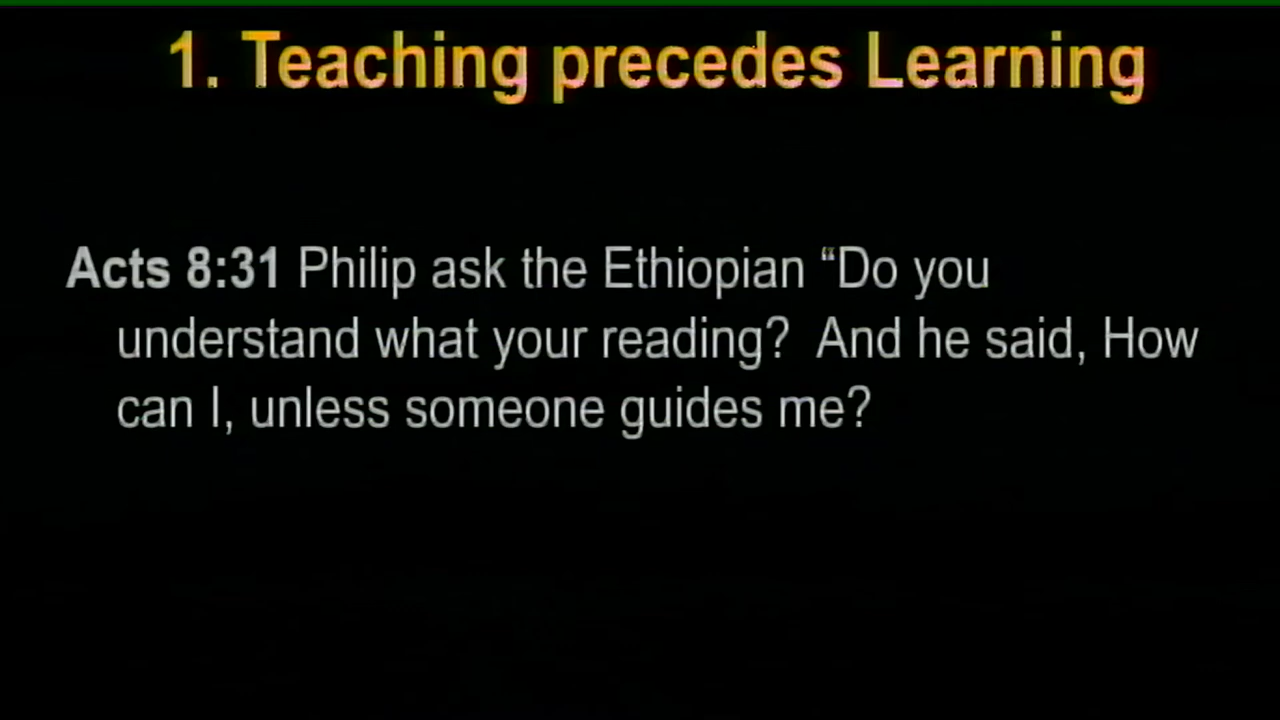 1. Teaching precedes Learning
Acts 8:31 Philip ask the Ethiopian “Do you
understand what your reading?  And he said, How
can I, unless someone guides me?